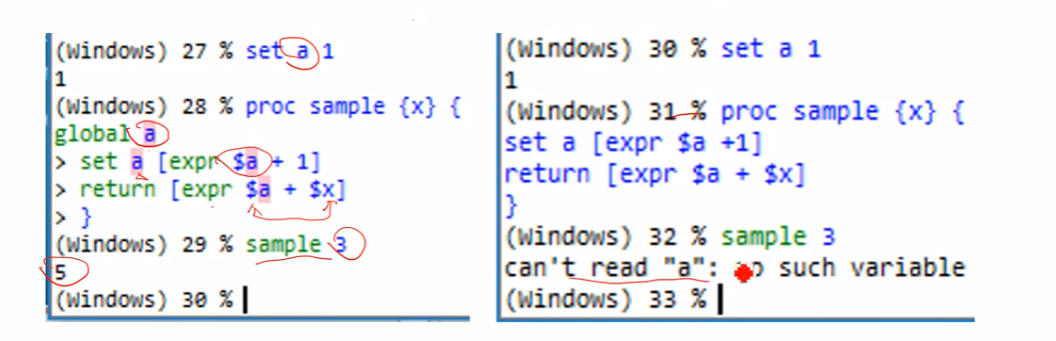 (Windows) 27 % set a 1
1
(Windows) 28 % proc sample {x} {
global a
> set a [expr $a + 1]
> return [expr $a + $x]
> }
(Windows) 29 % sample 3
5
(Windows) 30 %
(Windows) 30 % set a 1
1
(Windows) 31 % proc sample {x} {
set a [expr $a +1]
return [expr $a + $x]
}
(Windows) 32 % sample 3
can't read "a": such variable
(Windows) 33 %